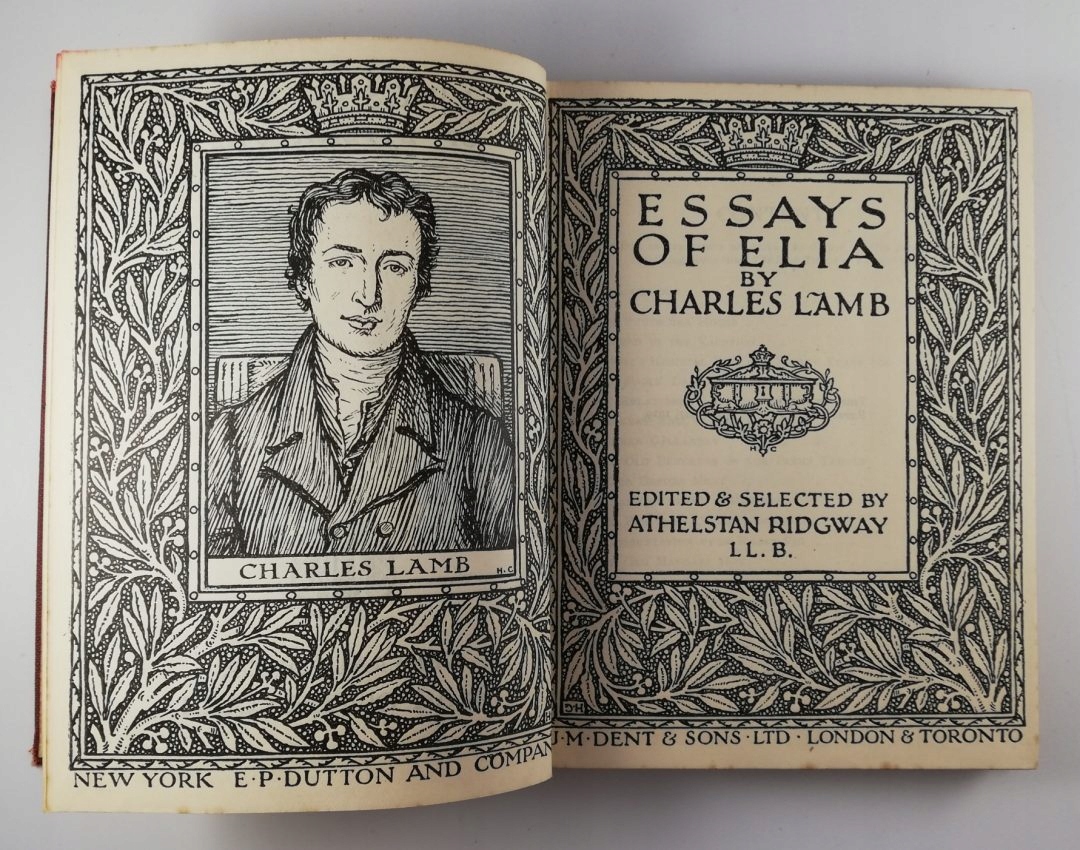 CHARLES LAMB
H.C
NEW YORK E·P·DUTTON AND COMPAN
ESSAYS
OF ELIA
BY
CHARLES LAMB
H C
EDITED & SELECTED BY
ATHELSTAN RIDGWAY
LL.B.
HC
·M·DENT & SONS·LTD·LONDON & TORONTO